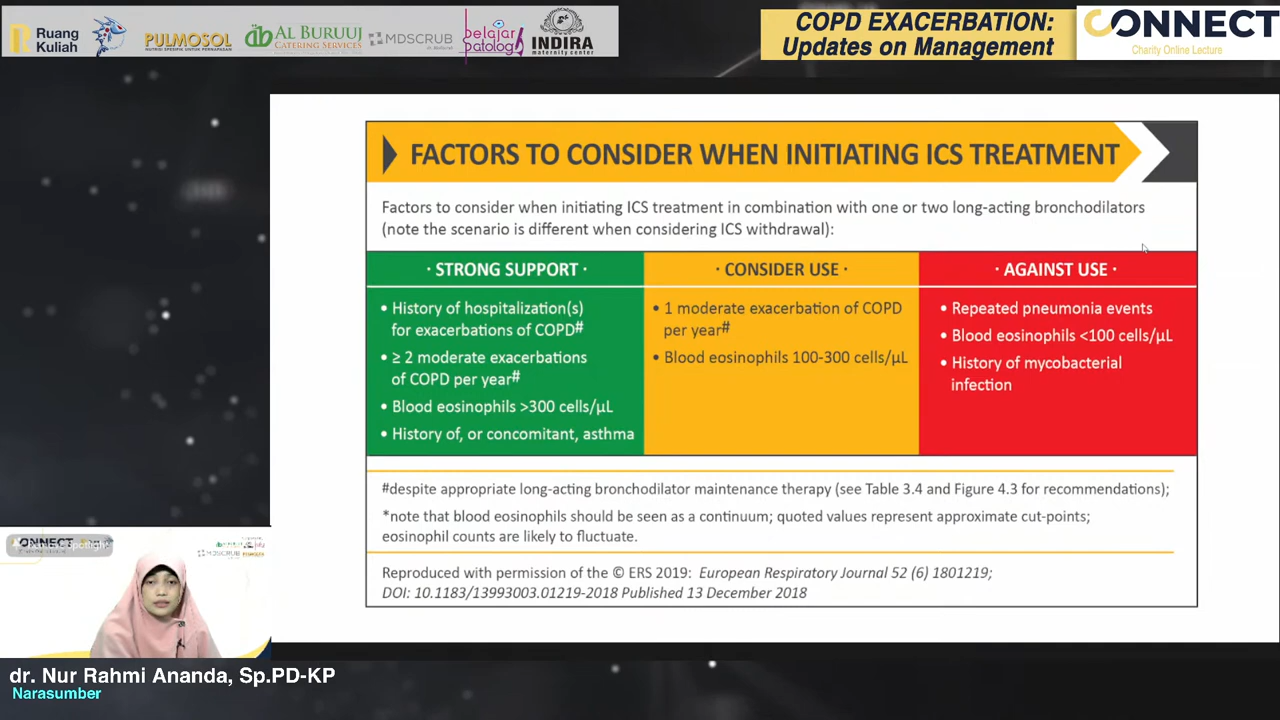 Ruang
Kuliah
PULMOSOL
NUTRISI SPESIFIK UNTUK PERNAPASAN
AL BURUUJ
CATERING SERVICES
MDSCRUB
belajar
patologi
INDIRA
maternity center
COPD EXACERBATION:
Updates on Management
CONNECT
Charity Online Lecture
FACTORS TO CONSIDER WHEN INITIATING ICS TREATMENT
Factors to consider when initiating ICS treatment in combination with one or two long-acting bronchodilators
(note the scenario is different when considering ICS withdrawal):
· STRONG SUPPORT ·
• History of hospitalization(s)
for exacerbations of COPD#
• ≥ 2 moderate exacerbations
of COPD per year#
• Blood eosinophils >300 cells/µL
• History of, or concomitant, asthma
· CONSIDER USE ·
• 1 moderate exacerbation of COPD
per year#
• Blood eosinophils 100-300 cells/µL
· AGAINST USE ·
• Repeated pneumonia events
• Blood eosinophils <100 cells/µL
• History of mycobacterial
infection
#despite appropriate long-acting bronchodilator maintenance therapy (see Table 3.4 and Figure 4.3 for recommendations);
*note that blood eosinophils should be seen as a continuum; quoted values represent approximate cut-points;
eosinophil counts are likely to fluctuate.
Reproduced with permission of the © ERS 2019: European Respiratory Journal 52 (6) 1801219;
DOI: 10.1183/13993003.01219-2018 Published 13 December 2018
CONNECT
MDSCRUB
dr. Nur Rahmi Ananda, Sp.PD-KP
Narasumber